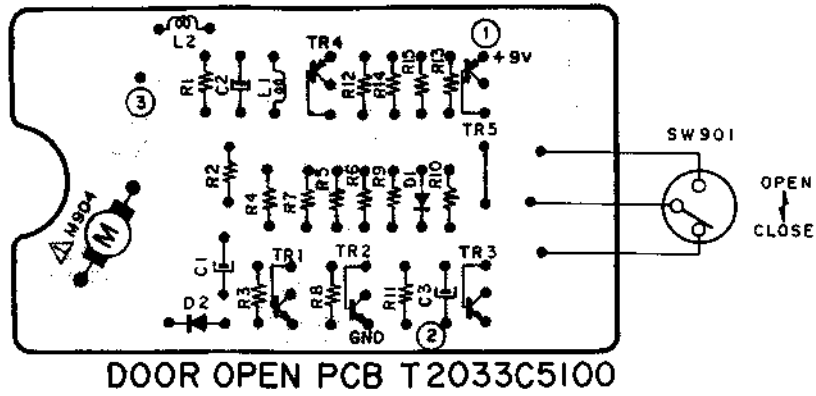 L2
TR4
1
+9V
R1
C2
L1
R12
R14
R15
R13
3
TR5
SW901
OPEN
CLOSE
R2
R4
R7
R5
R6
R9
D1
R10
M904
M
C1
R3
TR1
R8
TR2
R11
C3
TR3
D2
GND
2
DOOR OPEN PCB T2033C5100